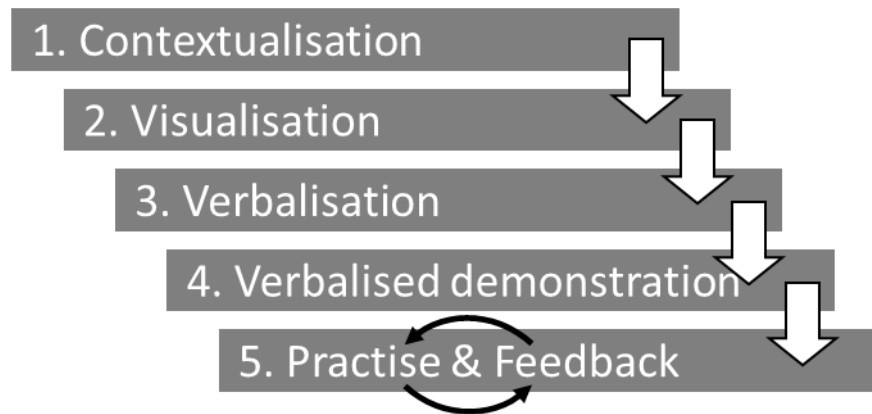 1. Contextualisation
2. Visualisation
3. Verbalisation
4. Verbalised demonstration
5. Practise & Feedback